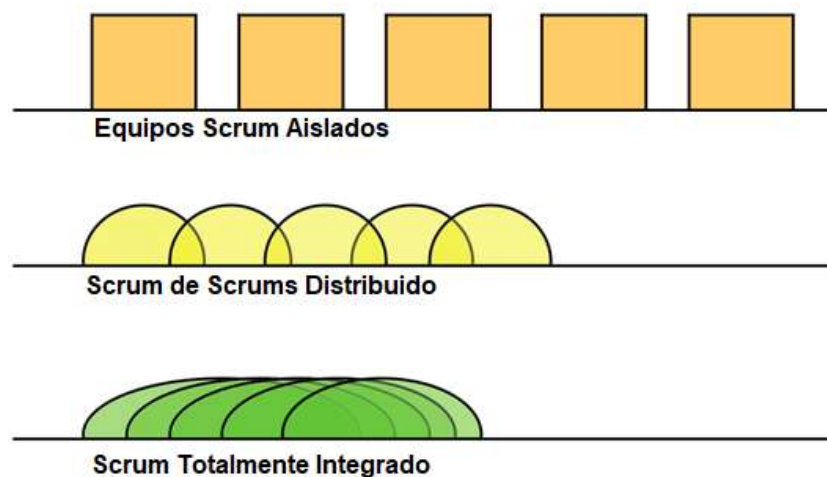 Equipos Scrum Aislados
Scrum de Scrums Distribuido
Scrum Totalmente Integrado